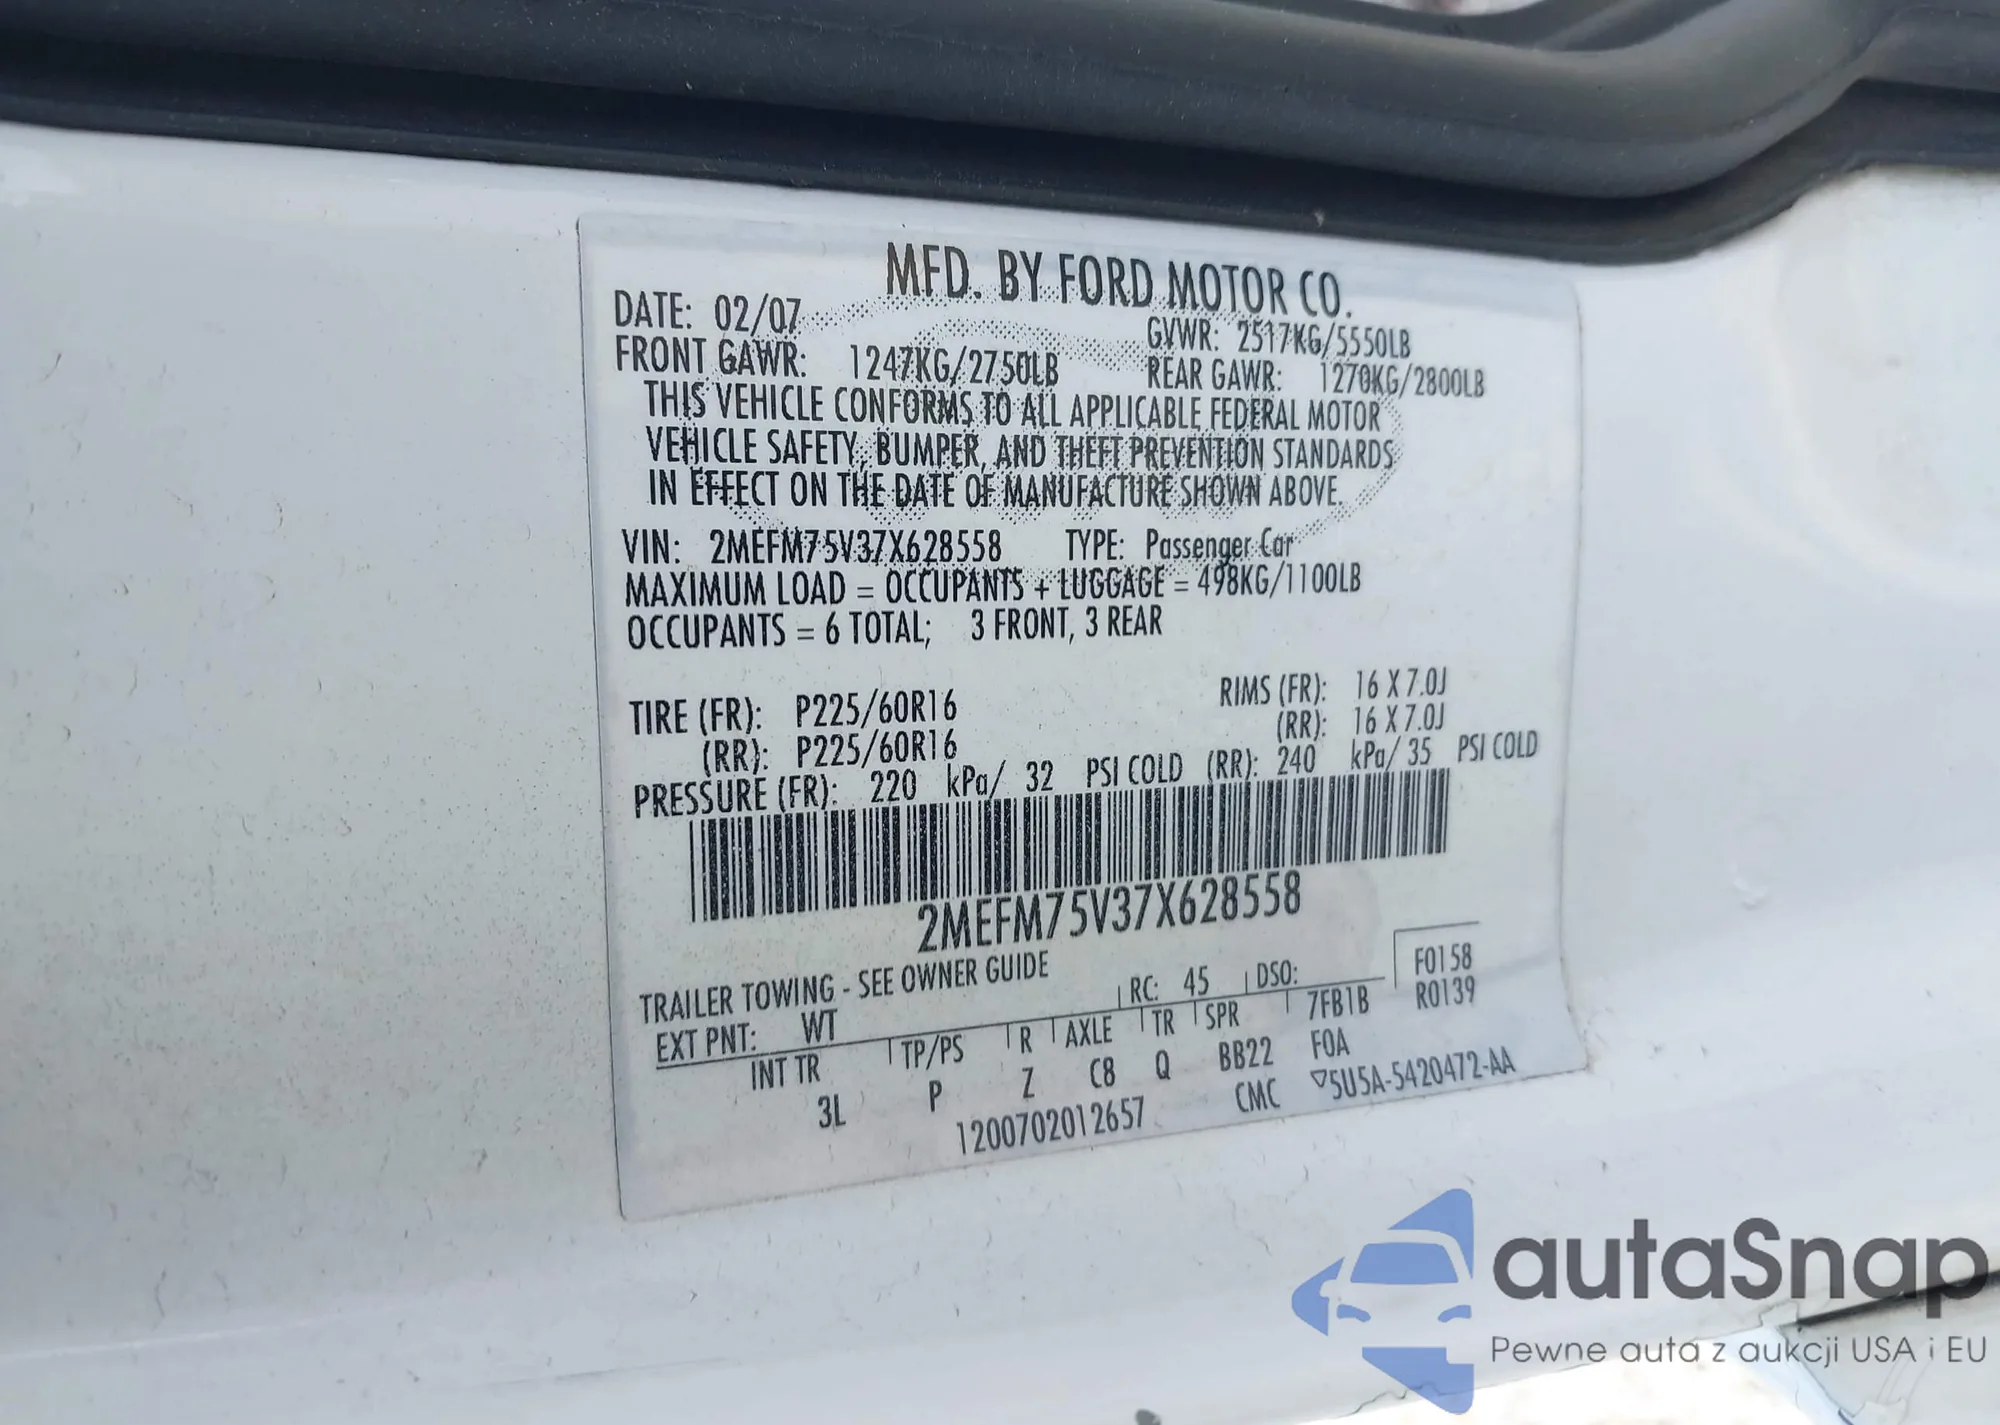 MFD. BY FORD MOTOR CO.
DATE: 02/07 GVWR: 2517KG/5550LB
FRONT GAWR: 1247KG/2750LB REAR GAWR: 1270KG/2800LB
THIS VEHICLE CONFORMS TO ALL APPLICABLE FEDERAL MOTOR
VEHICLE SAFETY, BUMPER, AND THEFT PREVENTION STANDARDS
IN EFFECT ON THE DATE OF MANUFACTURE SHOWN ABOVE.
VIN: 2MEFM75V37X628558 TYPE: Passenger Car
MAXIMUM LOAD = OCCUPANTS + LUGGAGE = 498KG/1100LB
OCCUPANTS = 6 TOTAL; 3 FRONT, 3 REAR
TIRE (FR): P225/60R16 RIMS (FR): 16 X 7.0J
(RR): P225/60R16 (RR): 16 X 7.0J
PRESSURE (FR): 220 kPa/ 32 PSI COLD (RR): 240 kPa/ 35 PSI COLD
2MEFM75V37X628558
TRAILER TOWING - SEE OWNER GUIDE F0158
EXT PNT: WT RC: 45 DSO: 7FB1B R0139
INT TR TP/PS R AXLE TR SPR F0A
3L P Z C8 Q BB22
1200702012657 CMC ▽5U5A-5420472-AA
autaSnap
Pewne auta z aukcji USA i EU